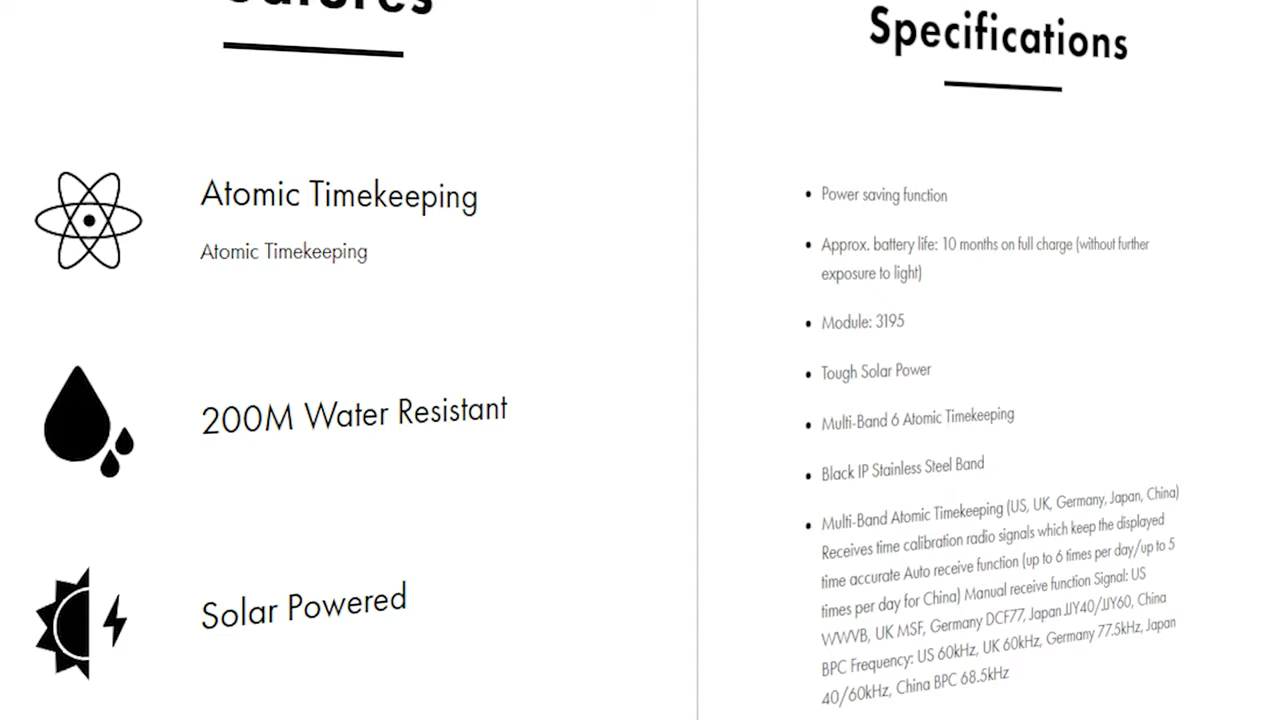 Specifications
Atomic Timekeeping
Atomic Timekeeping
200M Water Resistant
Solar Powered
Power saving function
Approx. battery life: 10 months on full charge (without further
exposure to light)
Module: 3195
Tough Solar Power
Multi-Band 6 Atomic Timekeeping
Black IP Stainless Steel Band
Multi-Band Atomic Timekeeping (US, UK, Germany, Japan, China)
Receives time calibration radio signals which keep the displayed
time accurate Auto receive function (up to 6 times per day/up to 5
times per day for China) Manual receive function Signal: US
WWVB, UK MSF, Germany DCF77, Japan JJY40/JJY60, China
BPC Frequency: US 60kHz, UK 60kHz, Germany 77.5kHz, Japan
40/60kHz, China BPC 68.5kHz